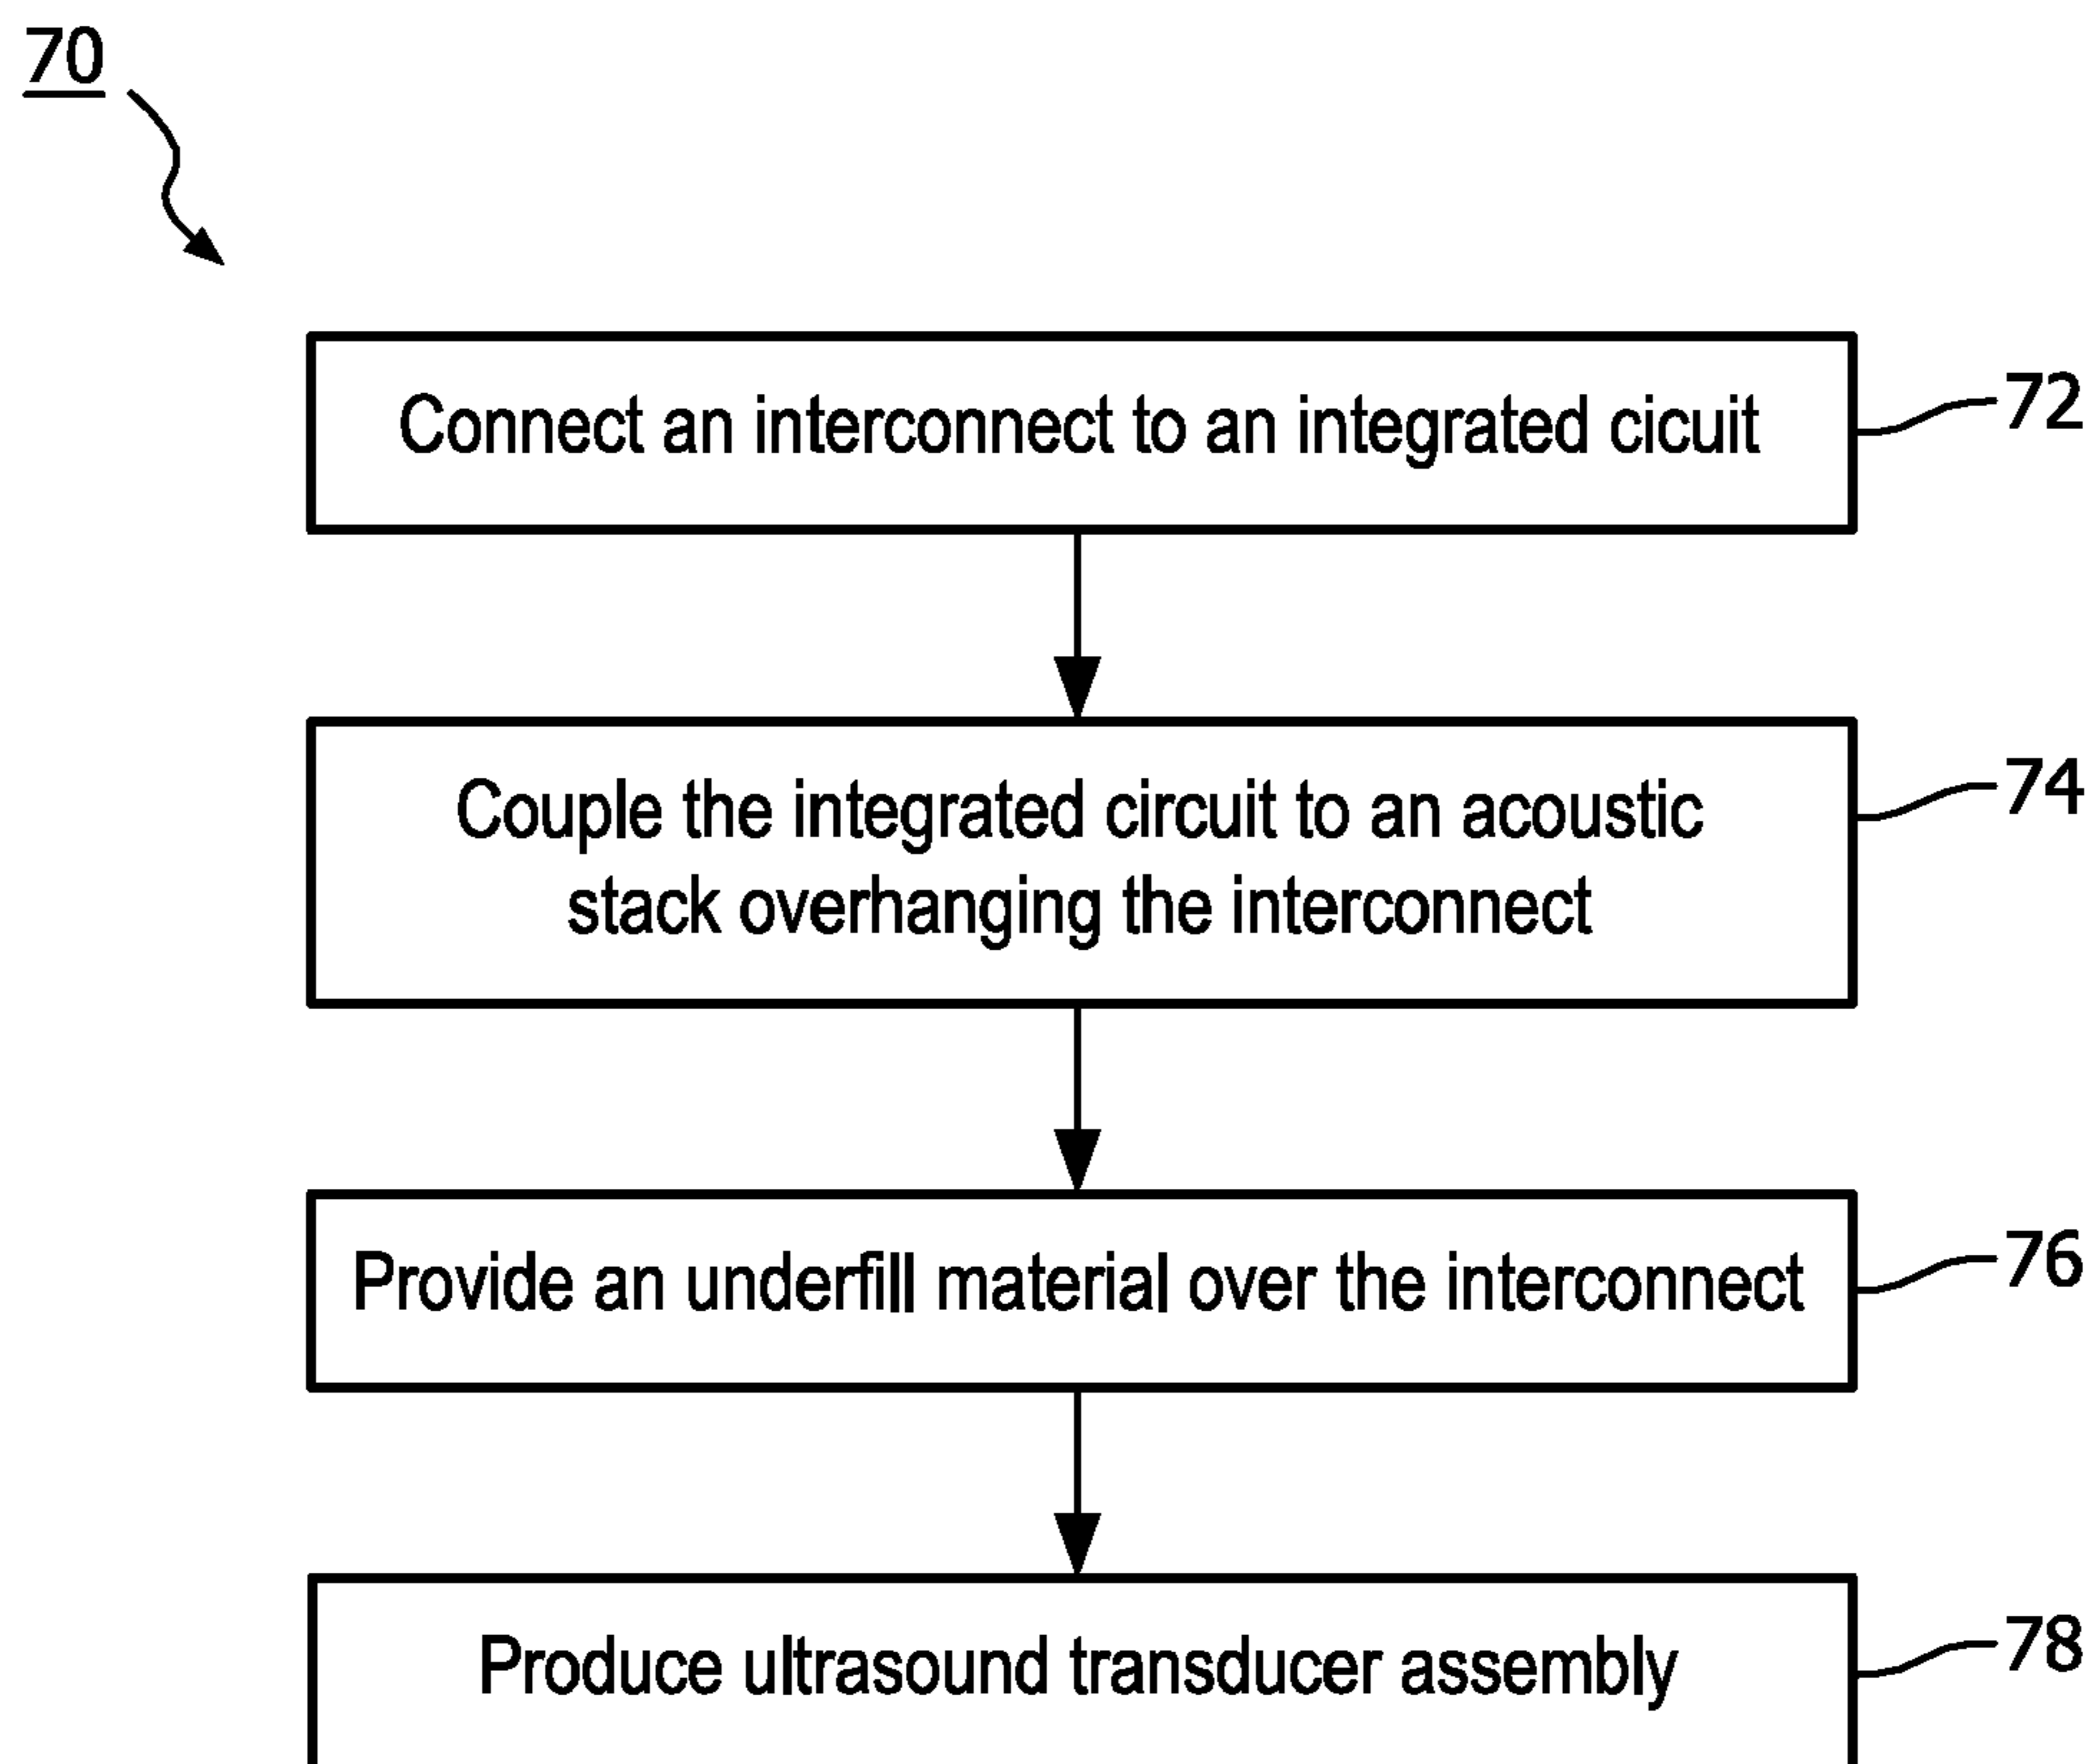 70
Connect an interconnect to an integrated cicuit
72
Couple the integrated circuit to an acoustic
stack overhanging the interconnect
74
Provide an underfill material over the interconnect
76
Produce ultrasound transducer assembly
78